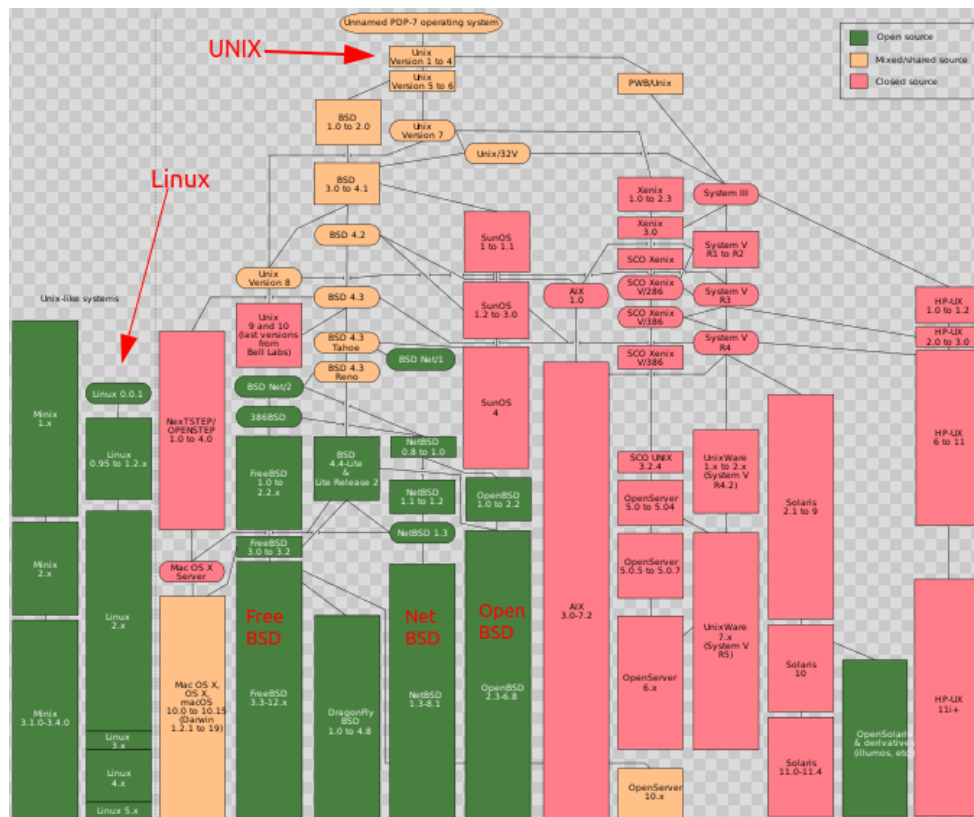 Unnamed PDP-7 operating system
Open source
Mixed/shared source
Closed source
UNIX
Unix
Version 1 to 4
Unix
Version 5 to 6
PWB/Unix
BSD
1.0 to 2.0
Unix
Version 7
Unix/32V
Linux
BSD
3.0 to 4.1
Xenix
1.0 to 2.3
System III
Xenix
3.0
SunOS
1 to 1.1
BSD 4.2
System V
R1 to R2
SCO Xenix
Unix
Version 8
SCO Xenix
V/286
AIX
1.0
System V
R3
Unix-like systems
BSD 4.3
SunOS
1.2 to 3.0
HP-UX
1.0 to 1.2
Unix
9 and 10
(last versions
from
Bell Labs)
SCO Xenix
V/386
HP-UX
2.0 to 3.0
BSD 4.3
Tahoe
System V
R4
BSD Net/1
SCO Xenix
V/386
BSD 4.3
Reno
BSD Net/2
Linux 0.0.1
Minix
1.x
NexTSTEP/
OPENSTEP
1.0 to 4.0
386BSD
SunOS
4
HP-UX
6 to 11
Linux
0.95 to 1.2.x
NetBSD
0.8 to 1.0
BSD
4.4-Lite
&
Lite Release 2
SCO UNIX
3.2.4
UnixWare
1.x to 2.x
(System V
R4.2)
FreeBSD
1.0 to
2.2.x
NetBSD
1.1 to 1.2
OpenBSD
1.0 to 2.2
OpenServer
5.0 to 5.04
Solaris
2.1 to 9
NetBSD 1.3
FreeBSD
3.0 to 3.2
OpenServer
5.0.5 to 5.0.7
Minix
2.x
Mac OS X
Server
AIX
3.0-7.2
Linux
2.x
Free
BSD
Net
BSD
Open
BSD
UnixWare
7.x
(System V
R5)
OpenServer
6.x
Solaris
10
Mac OS X,
OS X,
macOS
10.0 to 10.15
(Darwin
1.2.1 to 19)
FreeBSD
3.3-12.x
NetBSD
1.3-8.1
OpenBSD
2.3-6.8
DragonFly
BSD
1.0 to 4.8
Minix
3.1.0-3.4.0
HP-UX
11i+
Linux
3.x
OpenSolaris
& derivatives
(illumos, etc)
Solaris
11.0-11.4
Linux
4.x
OpenServer
10.x
Linux 5.x